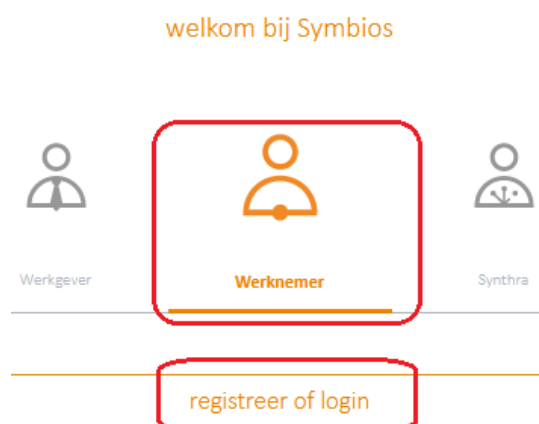 welkom bij Symbios
Werkgever
Werknemer
Synthra
registreer of login